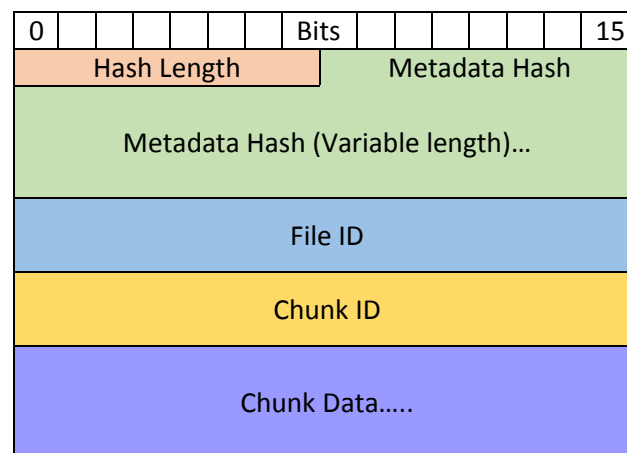 0 Bits 15
Hash Length Metadata Hash
Metadata Hash (Variable length)…
File ID
Chunk ID
Chunk Data…..